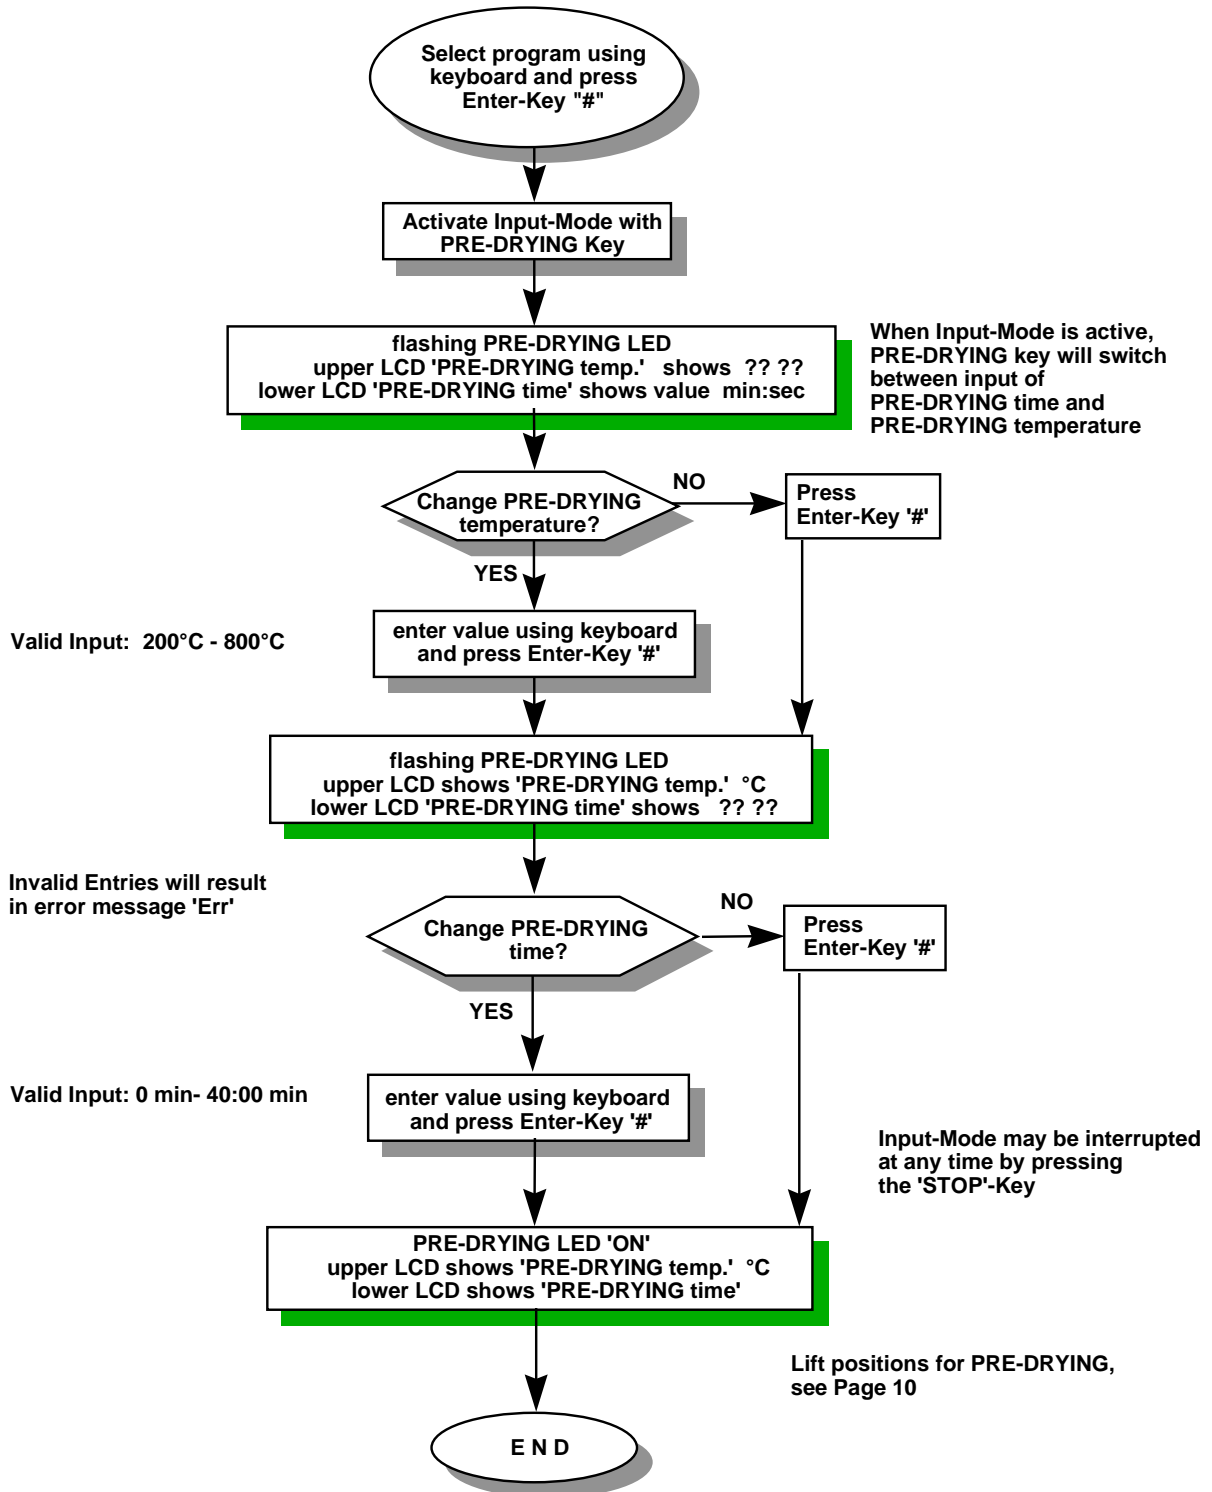 Select program using
keyboard and press
Enter-Key "#"
Activate Input-Mode with
PRE-DRYING Key
flashing PRE-DRYING LED
upper LCD 'PRE-DRYING temp.' shows ?? ??
lower LCD 'PRE-DRYING time' shows value min:sec
When Input-Mode is active,
PRE-DRYING key will switch
between input of
PRE-DRYING time and
PRE-DRYING temperature
Change PRE-DRYING
temperature?
NO
Press
Enter-Key '#'
YES
Valid Input: 200°C - 800°C
enter value using keyboard
and press Enter-Key '#'
flashing PRE-DRYING LED
upper LCD shows 'PRE-DRYING temp.' °C
lower LCD 'PRE-DRYING time' shows ?? ??
Invalid Entries will result
in error message 'Err'
Change PRE-DRYING
time?
NO
Press
Enter-Key '#'
YES
Valid Input: 0 min- 40:00 min
enter value using keyboard
and press Enter-Key '#'
Input-Mode may be interrupted
at any time by pressing
the 'STOP'-Key
PRE-DRYING LED 'ON'
upper LCD shows 'PRE-DRYING temp.' °C
lower LCD shows 'PRE-DRYING time'
Lift positions for PRE-DRYING,
see Page 10
E N D